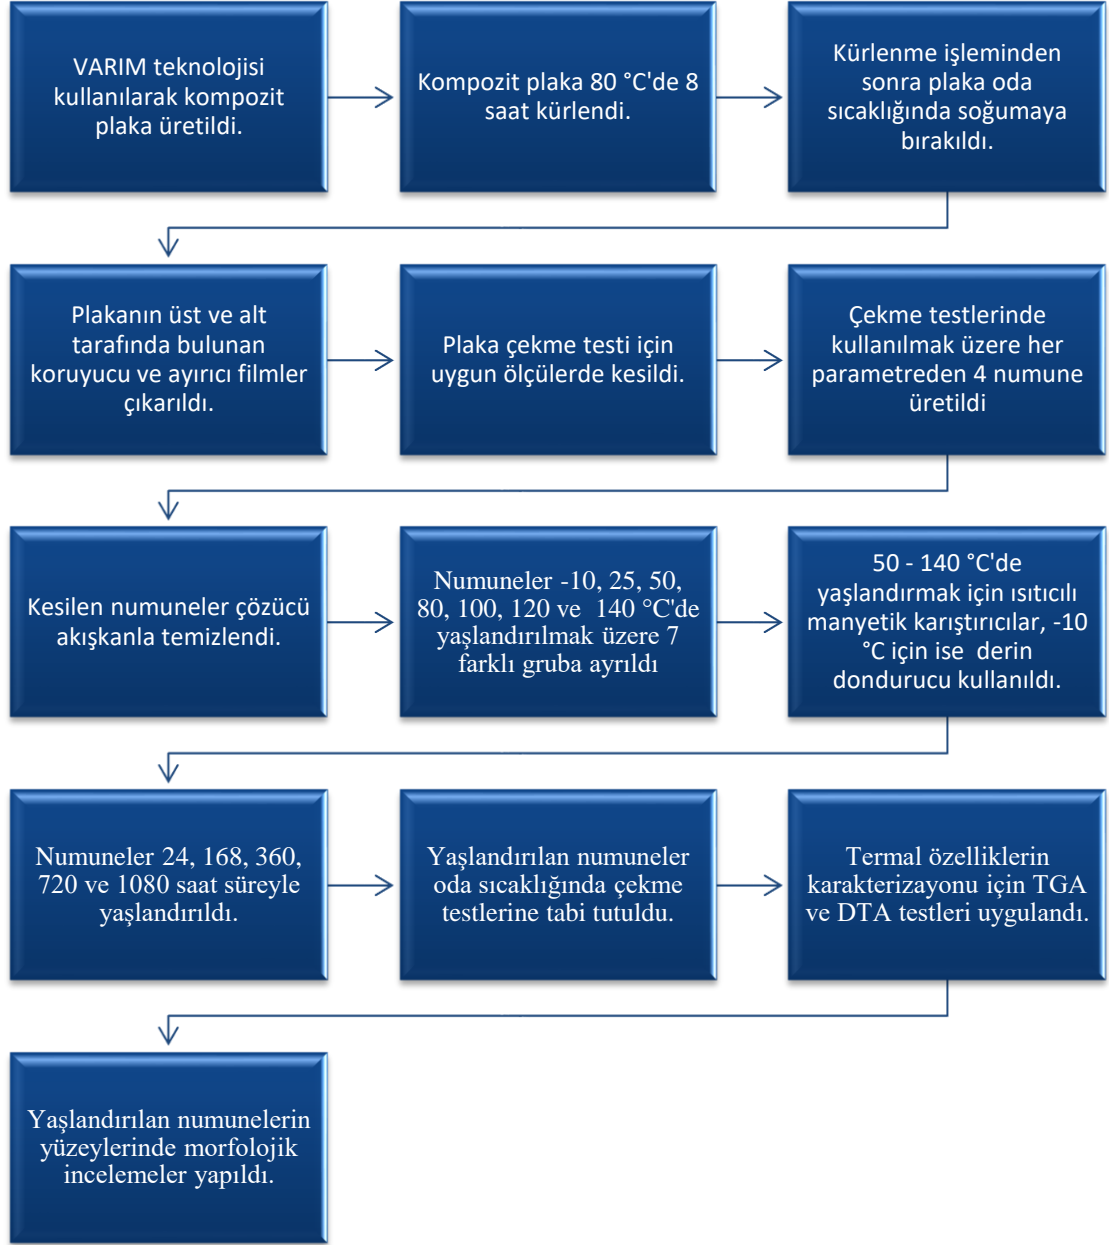 VARIM teknolojisi
kullanılarak kompozit
plaka üretildi.
Kompozit plaka 80 °C'de 8
saat kürlendi.
Kürlenme işleminden
sonra plaka oda
sıcaklığında soğumaya
bırakıldı.
Plakanın üst ve alt
tarafında bulunan
koruyucu ve ayırıcı filmler
çıkarıldı.
Plaka çekme testi için
uygun ölçülerde kesildi.
Çekme testlerinde
kullanılmak üzere her
parametreden 4 numune
üretildi
Kesilen numuneler çözücü
akışkanla temizlendi.
Numuneler -10, 25, 50,
80, 100, 120 ve 140 °C'de
yaşlandırılmak üzere 7
farklı gruba ayrıldı
50 - 140 °C'de
yaşlandırmak için ısıtıcılı
manyetik karıştırıcılar, -10
°C için ise derin
dondurucu kullanıldı.
Numuneler 24, 168, 360,
720 ve 1080 saat süreyle
yaşlandırıldı.
Yaşlandırılan numuneler
oda sıcaklığında çekme
testlerine tabi tutuldu.
Termal özelliklerin
karakterizayonu için TGA
ve DTA testleri uygulandı.
Yaşlandırılan numunelerin
yüzeylerinde morfolojik
incelemeler yapıldı.